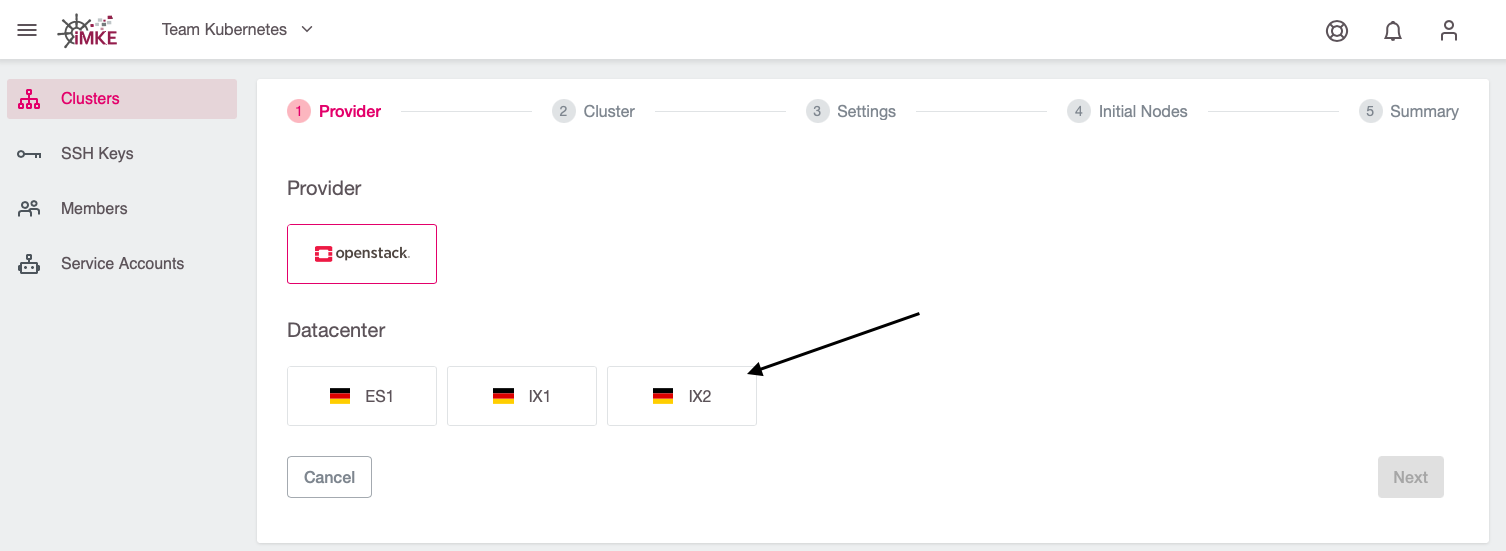 iMKE
Team Kubernetes
Clusters
SSH Keys
Members
Service Accounts
1 Provider
2 Cluster
3 Settings
4 Initial Nodes
5 Summary
Provider
openstack.
Datacenter
ES1
IX1
IX2
Cancel
Next